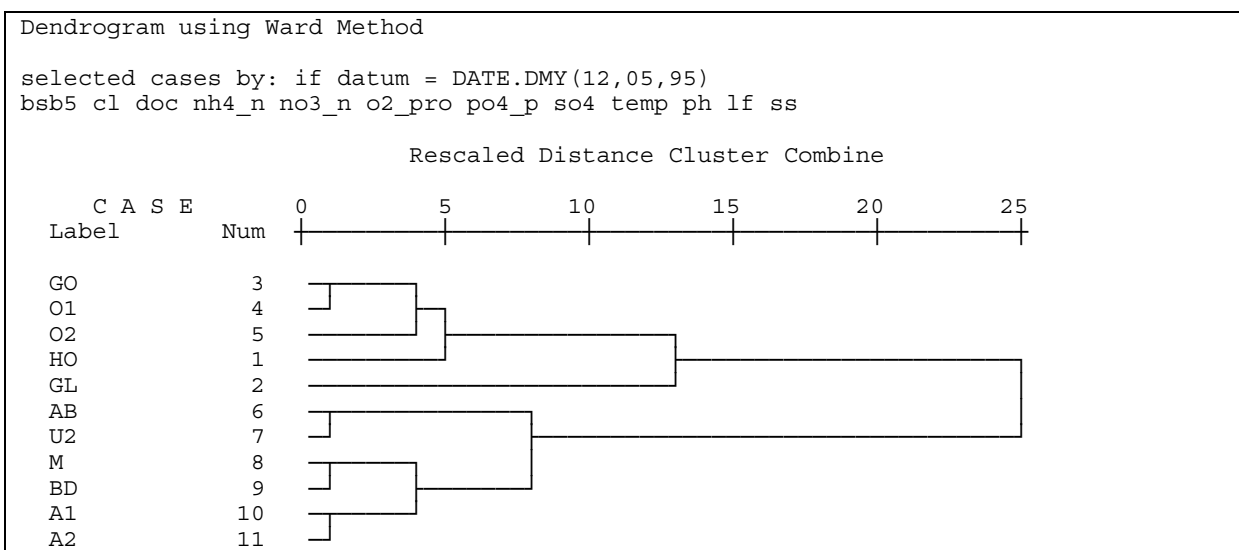 Dendrogram using Ward Method
selected cases by: if datum = DATE.DMY(12,05,95)
bsb5 cl doc nh4_n no3_n o2_pro po4_p so4 temp ph lf ss
Rescaled Distance Cluster Combine
C A S E 0 5 10 15 20 25
Label Num
GO 3
O1 4
O2 5
HO 1
GL 2
AB 6
U2 7
M 8
BD 9
A1 10
A2 11